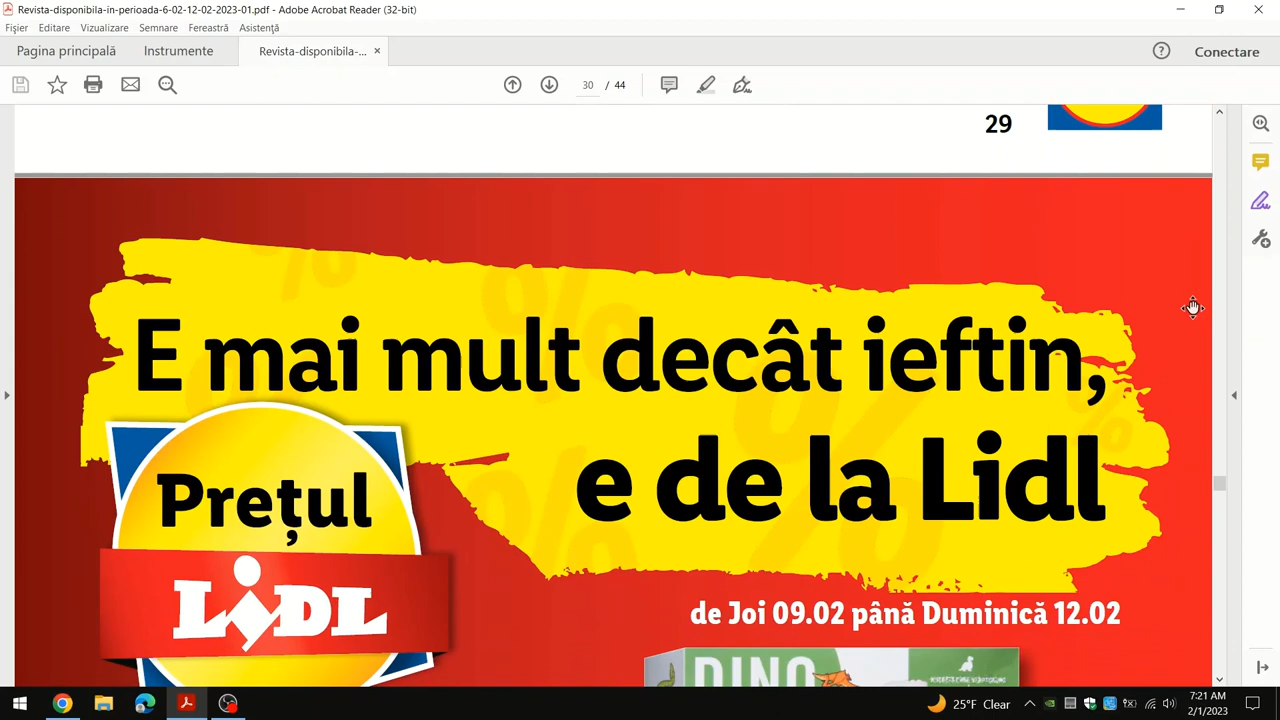 Revista-disponibila-in-perioada-6-02-12-02-2023-01.pdf - Adobe Acrobat Reader (32-bit)
Fișier Editare Vizualizare Semnare Fereastră Asistență
Pagina principală Instrumente Revista-disponibila-... × Conectare
30 / 44
29
E mai mult decât ieftin,
e de la Lidl
Prețul
LIDL
de Joi 09.02 până Duminică 12.02
DINO
25°F Clear
7:21 AM
2/1/2023